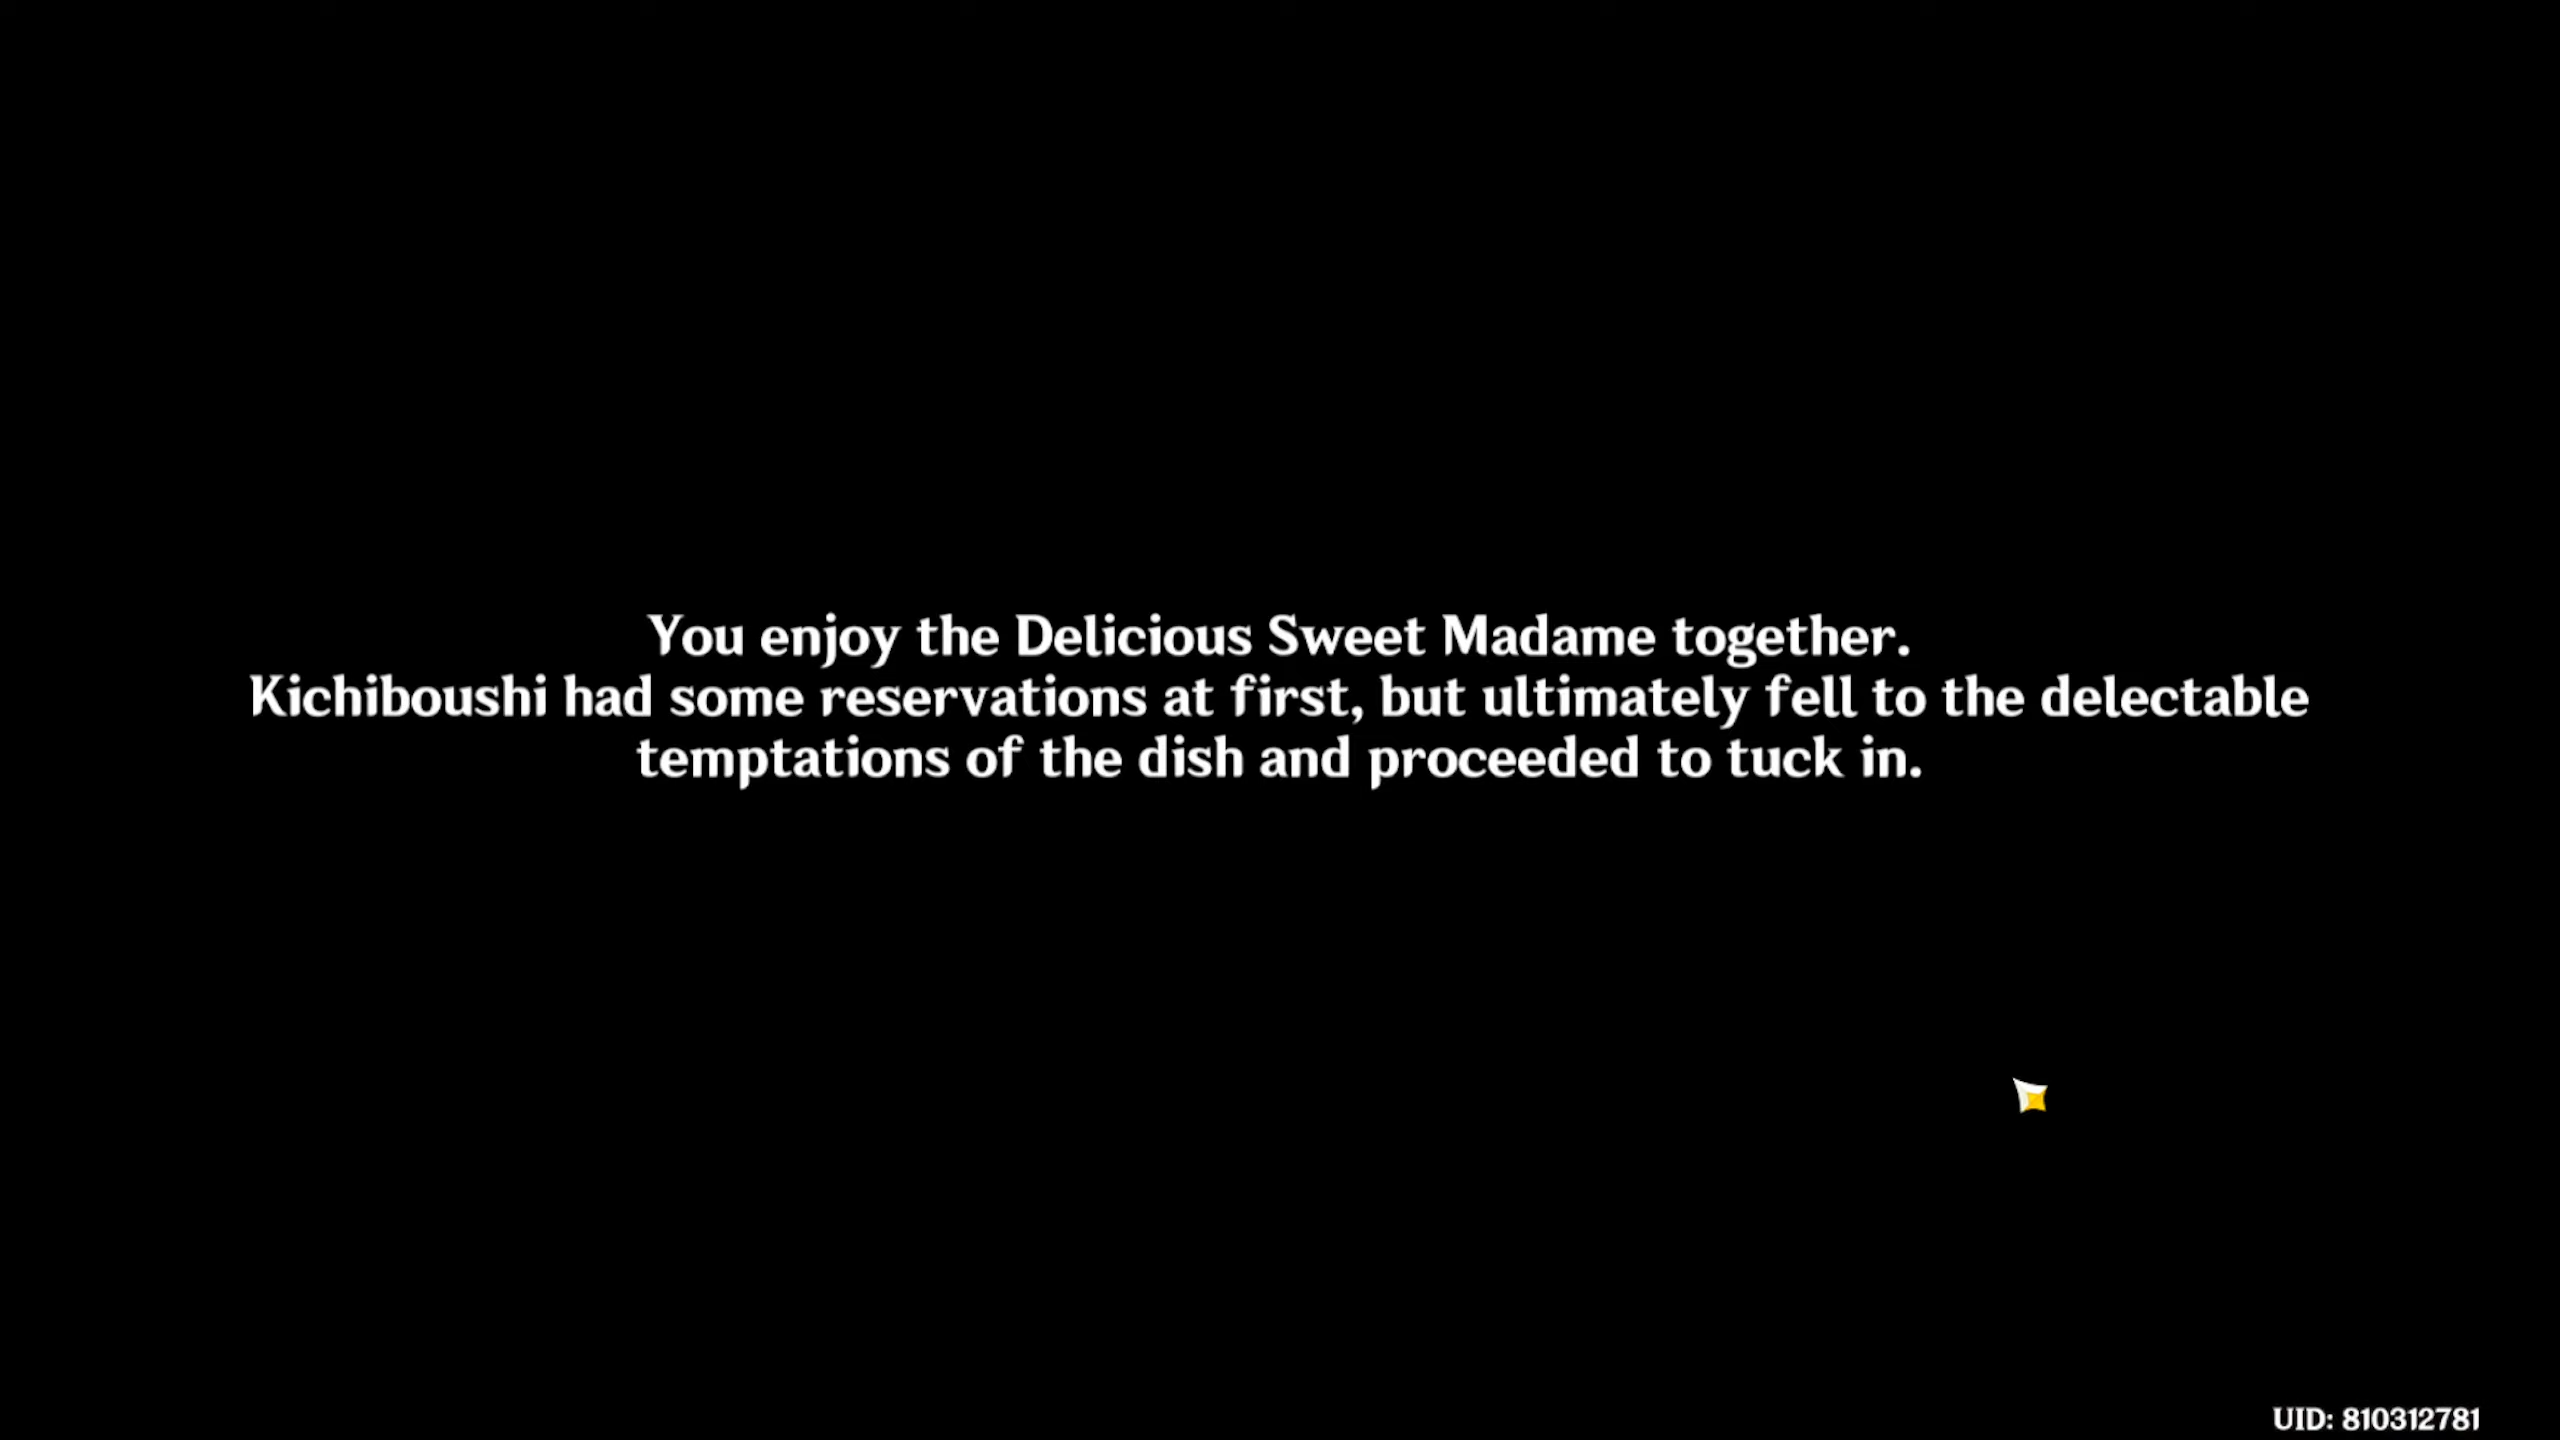 You enjoy the Delicious Sweet Madame together.
Kichiboushi had some reservations at first, but ultimately fell to the delectable
temptations of the dish and proceeded to tuck in.
UID: 810312781